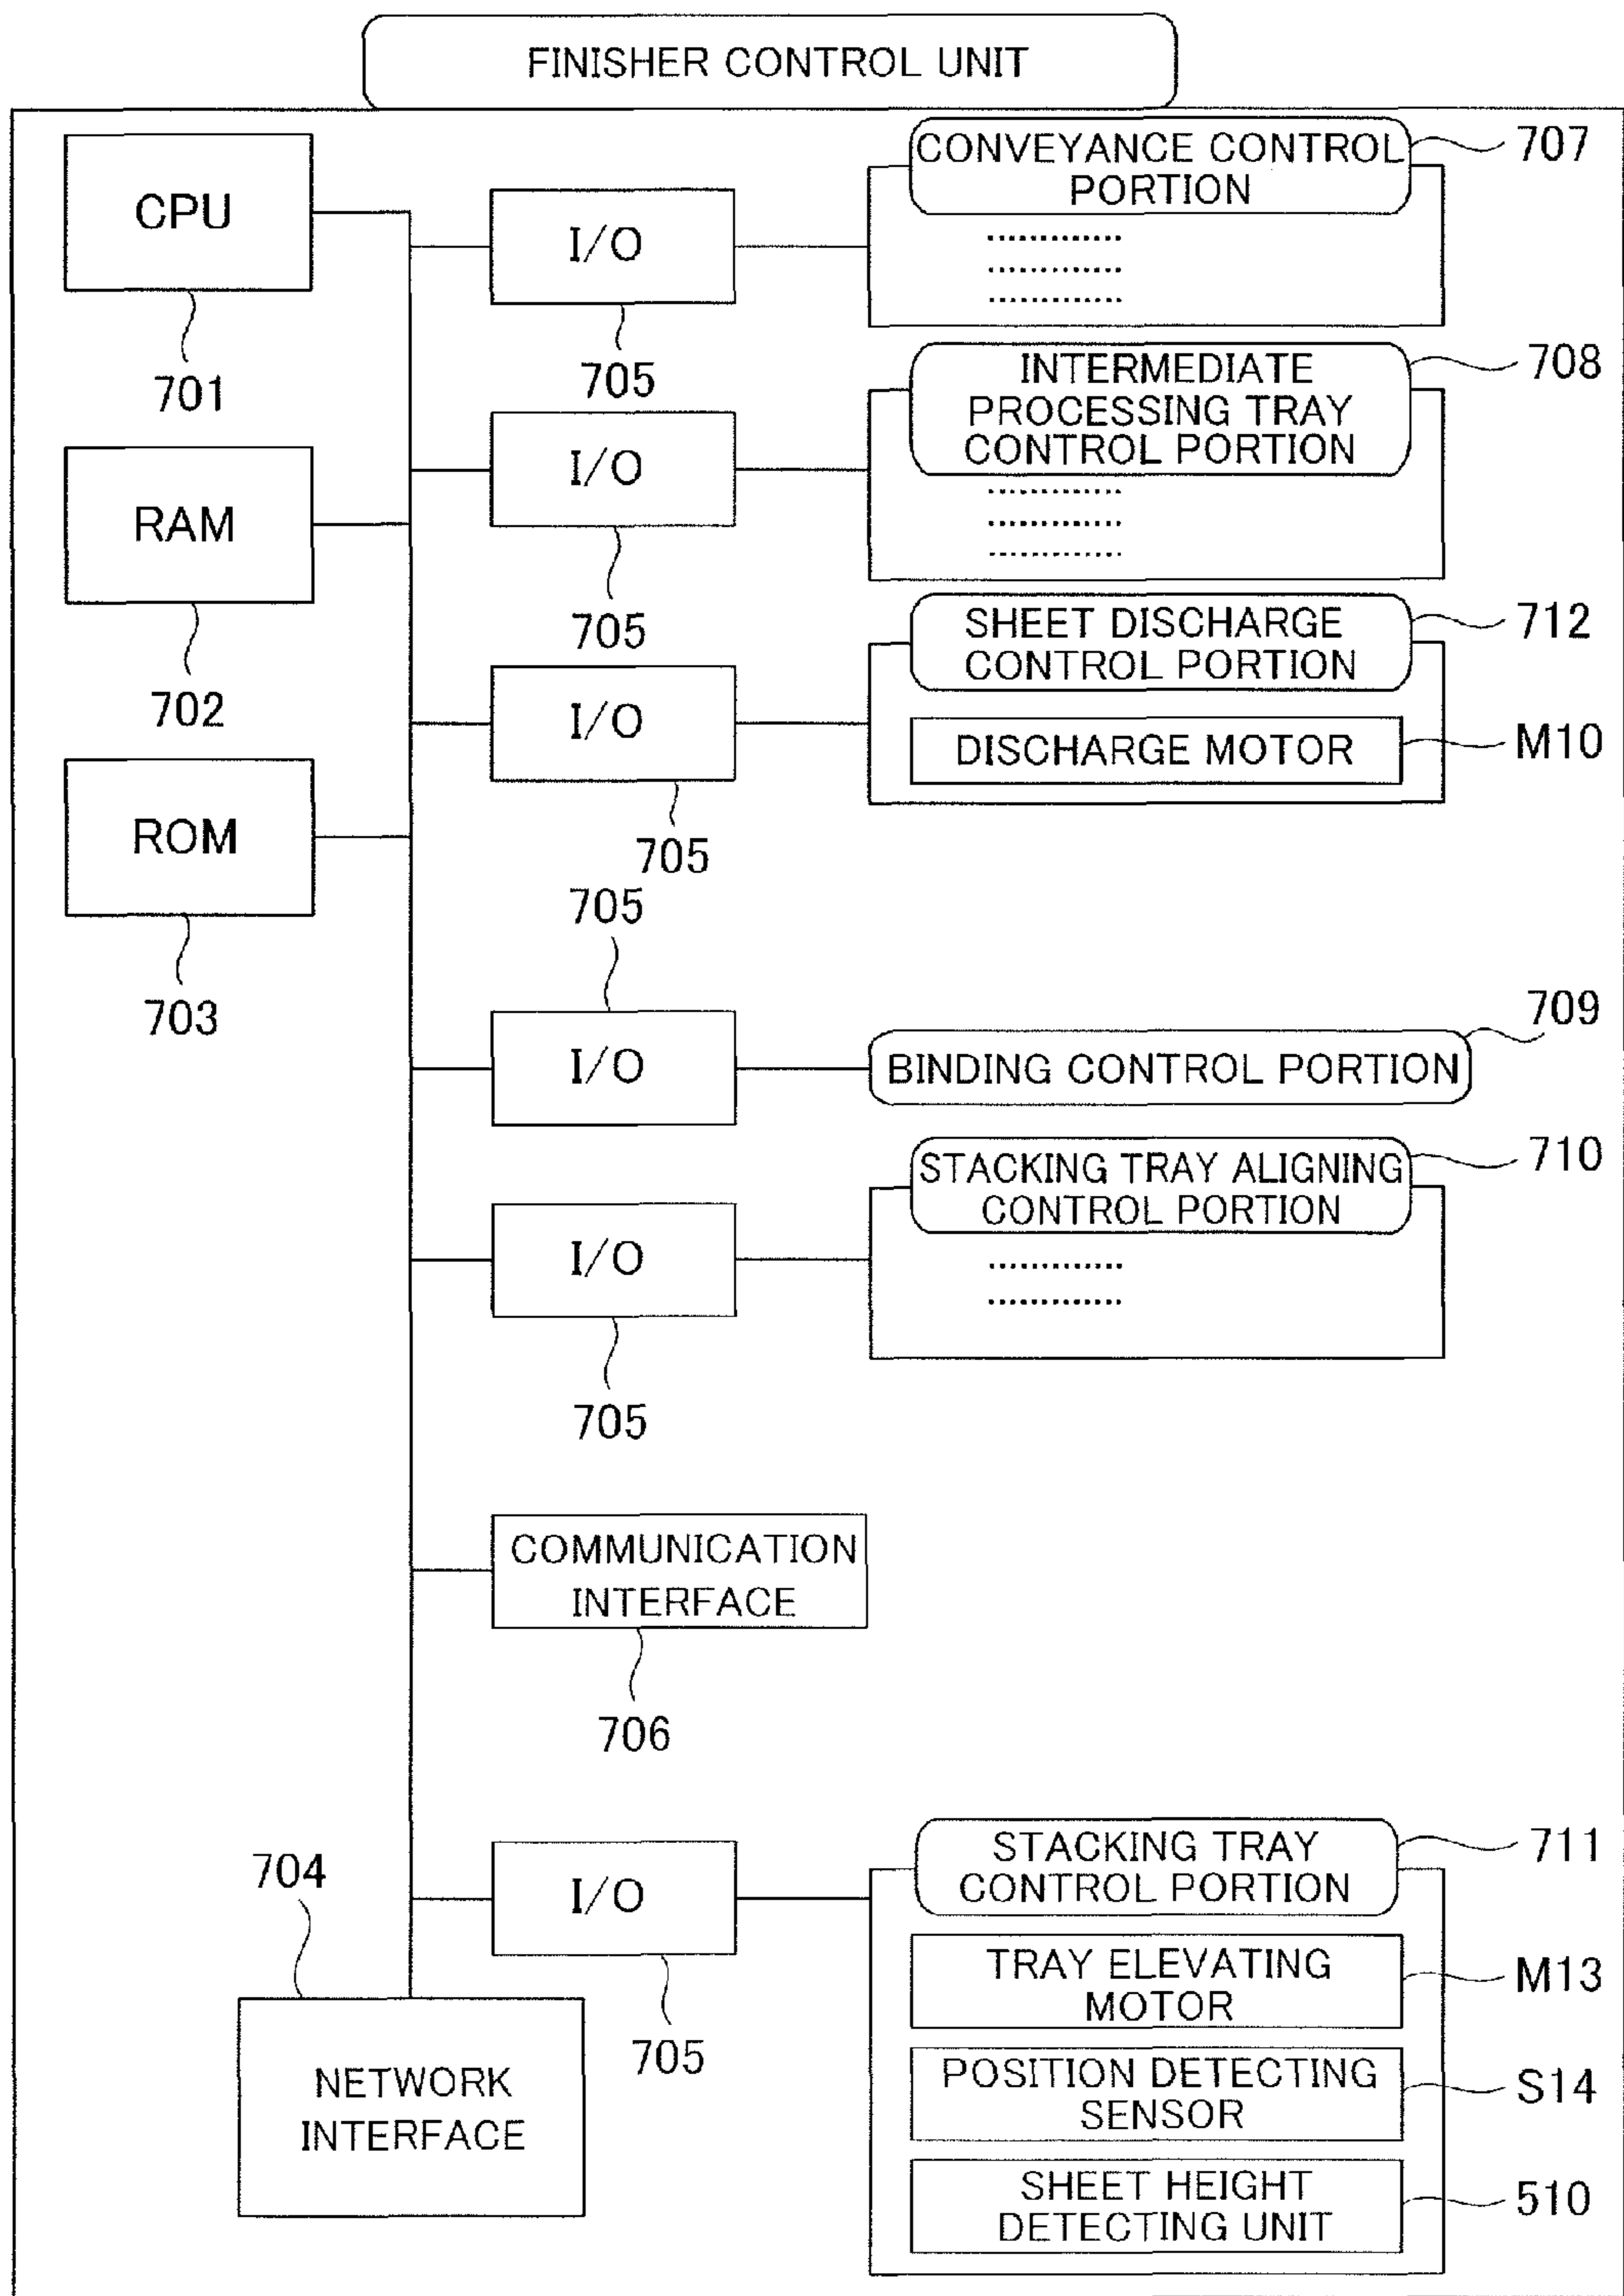 FINISHER CONTROL UNIT
CPU
701
RAM
702
ROM
703
I/O
705
CONVEYANCE CONTROL
PORTION
707
.............
.............
.............
I/O
705
INTERMEDIATE
PROCESSING TRAY
CONTROL PORTION
708
.............
.............
.............
I/O
705
SHEET DISCHARGE
CONTROL PORTION
712
DISCHARGE MOTOR
M10
705
I/O
BINDING CONTROL PORTION
709
I/O
705
STACKING TRAY ALIGNING
CONTROL PORTION
710
.............
.............
COMMUNICATION
INTERFACE
706
I/O
705
STACKING TRAY
CONTROL PORTION
711
TRAY ELEVATING
MOTOR
M13
POSITION DETECTING
SENSOR
S14
SHEET HEIGHT
DETECTING UNIT
510
704
NETWORK
INTERFACE